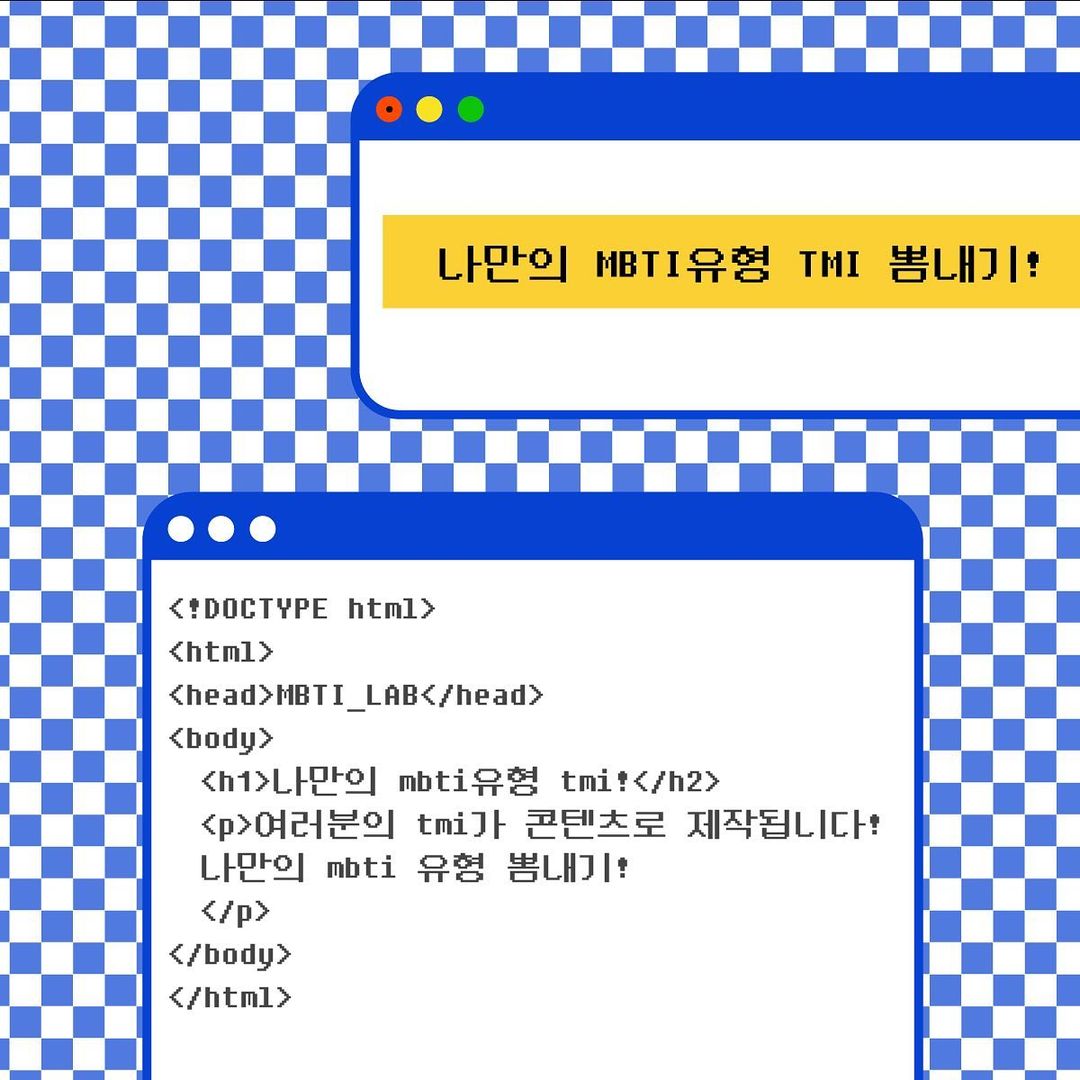 나만의 MBTI유형 TMI 뽐내기!
<!DOCTYPE html>
<html>
<head>MBTI_LAB</head>
<body>
<h1>나만의 mbti유형 tmi!</h2>
<p>여러분의 tmi가 콘텐츠로 제작됩니다!
나만의 mbti 유형 뽐내기!
</p>
</body>
</html>